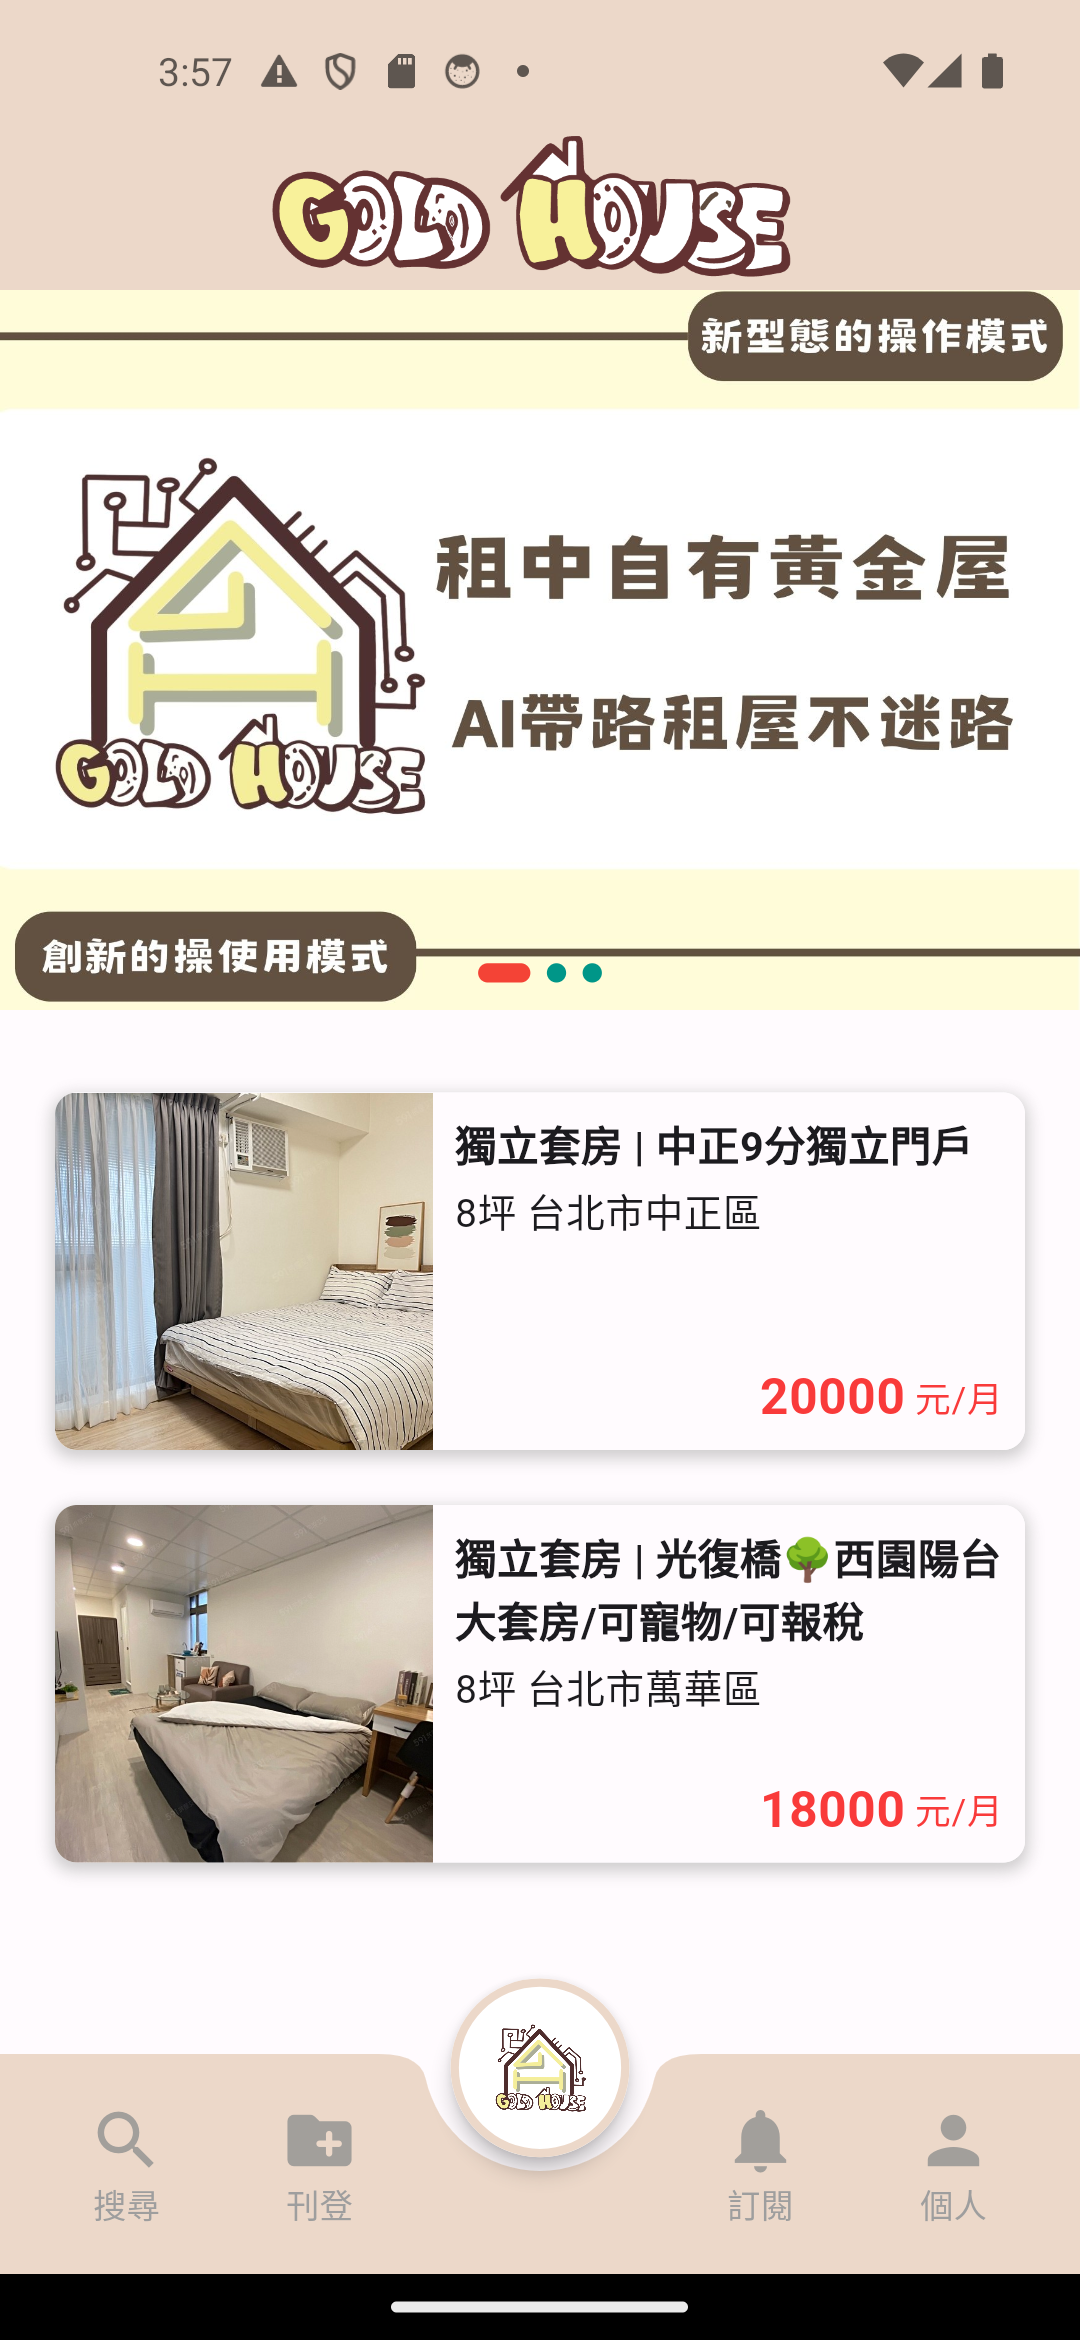 3:57
GOLD HOUSE
新型態的操作模式
租中自有黃金屋
AI帶路租屋不迷路
GOLD HOUSE
創新的操使用模式
獨立套房 | 中正9分獨立門戶
8坪 台北市中正區
20000 元/月
獨立套房 | 光復橋🌳西園陽台
大套房/可寵物/可報稅
8坪 台北市萬華區
18000 元/月
GOLD HOUSE
搜尋
刊登
訂閱
個人